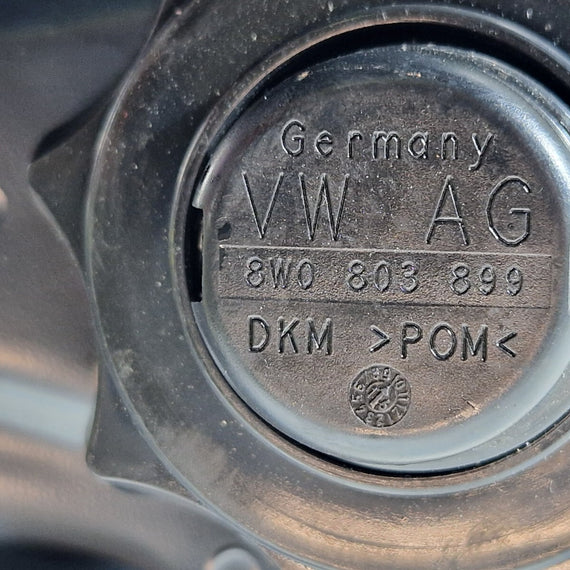 Germany
VW AG
8W0 803 899
DKM >POM<